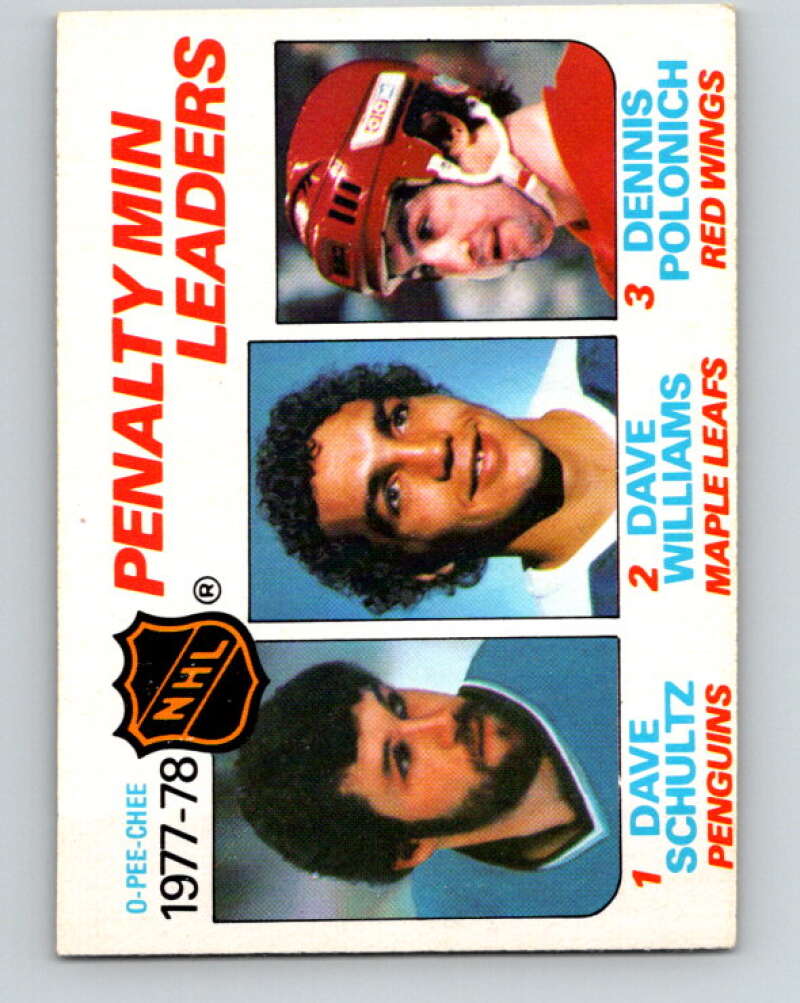 O-PEE-CHEE
1977-78
NHL
®
PENALTY MIN
LEADERS
1 DAVE
SCHULTZ
PENGUINS
2 DAVE
WILLIAMS
MAPLE LEAFS
3 DENNIS
POLONICH
RED WINGS